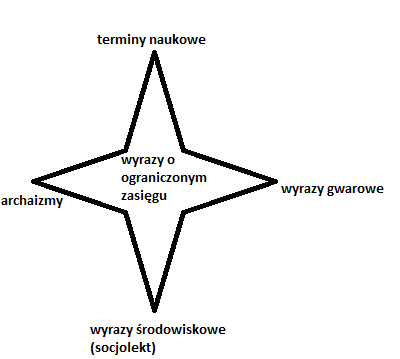 terminy naukowe
wyrazy o
ograniczonym
zasięgu
archaizmy
wyrazy gwarowe
wyrazy środowiskowe
(socjolekt)